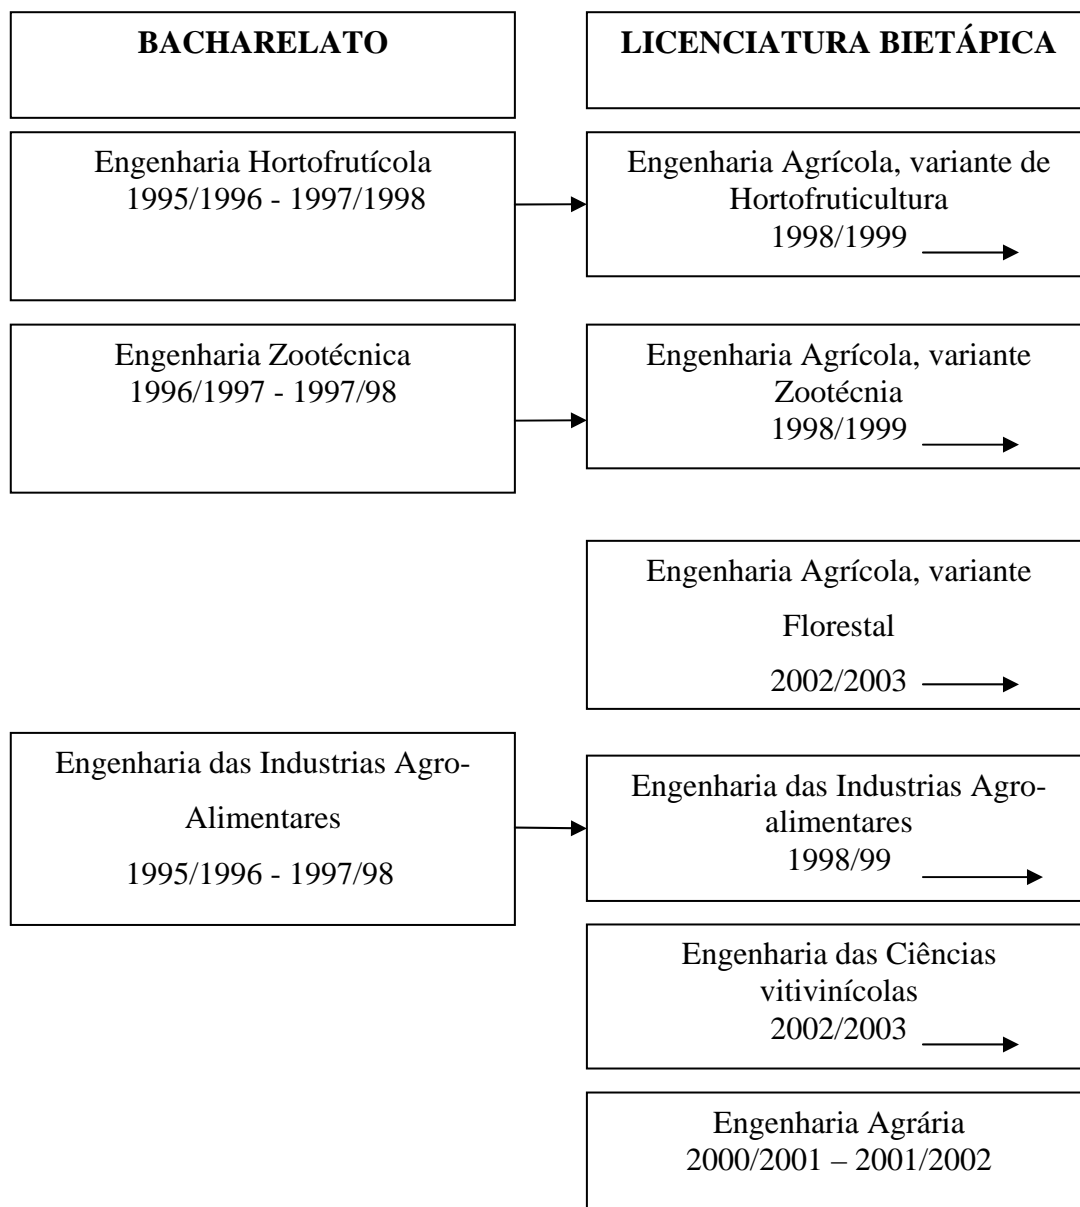 BACHARELATO
LICENCIATURA BIETÁPICA
Engenharia Hortofrutícola
1995/1996 - 1997/1998
Engenharia Agrícola, variante de
Hortofruticultura
1998/1999
Engenharia Zootécnica
1996/1997 - 1997/98
Engenharia Agrícola, variante
Zootécnia
1998/1999
Engenharia Agrícola, variante
Florestal
2002/2003
Engenharia das Industrias Agro-
Alimentares
1995/1996 - 1997/98
Engenharia das Industrias Agro-
alimentares
1998/99
Engenharia das Ciências
vitivinícolas
2002/2003
Engenharia Agrária
2000/2001 – 2001/2002